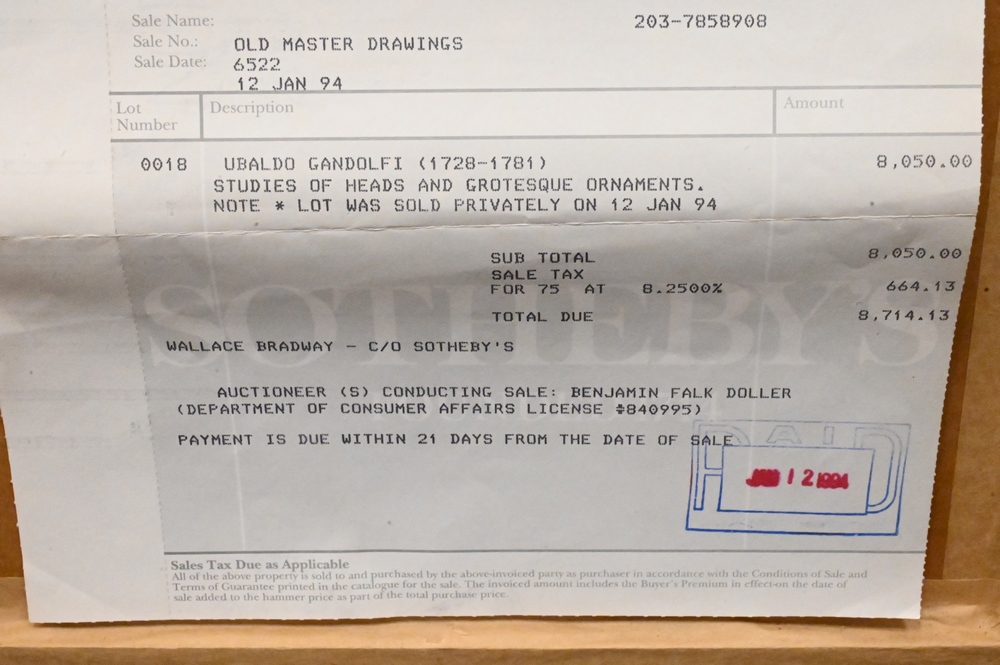 Sale Name: 203-7858908
Sale No.: OLD MASTER DRAWINGS
Sale Date: 6522
12 JAN 94
Lot Number Description Amount
0018 UBALDO GANDOLFI (1728-1781) 8,050.00
STUDIES OF HEADS AND GROTESQUE ORNAMENTS.
NOTE * LOT WAS SOLD PRIVATELY ON 12 JAN 94
SUB TOTAL 8,050.00
SALE TAX
FOR 75 AT 8.2500% 664.13
TOTAL DUE 8,714.13
SOTHEBY'S
WALLACE BRADWAY - C/O SOTHEBY'S
AUCTIONEER (S) CONDUCTING SALE: BENJAMIN FALK DOLLER
(DEPARTMENT OF CONSUMER AFFAIRS LICENSE #840995)
PAYMENT IS DUE WITHIN 21 DAYS FROM THE DATE OF SALE
PAID
JAN 12 1994
Sales Tax Due as Applicable
All of the above property is sold to and purchased by the above-invoiced party as purchaser in accordance with the Conditions of Sale and
Terms of Guarantee printed in the catalogue for the sale. The invoiced amount includes the Buyer's Premium in effect-on the date of
sale added to the hammer price as part of the total purchase price.